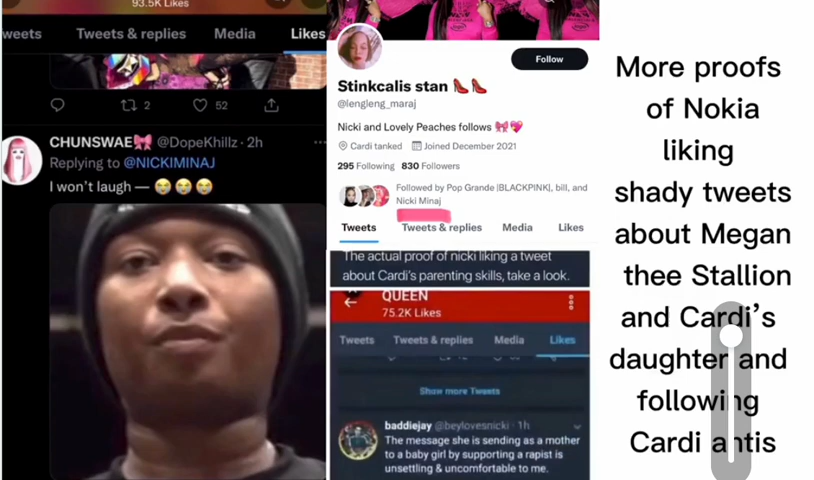 93.5K Likes
weets
Tweets & replies
Media
Likes
2
52
CHUNSWAE🎀 @DopeKhillz · 2h
Replying to @NICKIMINAJ
I won't laugh — 😭😭😭
Follow
Stinkcalis stan 👠👠
@lengleng_maraj
Nicki and Lovely Peaches follows 🎀💖
Cardi tanked Joined December 2021
295 Following 830 Followers
Followed by Pop Grande |BLACKPINK|, bill, and
Nicki Minaj
Tweets
Tweets & replies
Media
Likes
The actual proof of nicki liking a tweet
about Cardi's parenting skills, take a look.
QUEEN
75.2K Likes
Tweets
Tweets & replies
Media
Likes
Show more Tweets
baddiejay @beylovesnicki · 1h
The message she is sending as a mother
to a baby girl by supporting a rapist is
unsettling & uncomfortable to me.
More proofs
of Nokia
liking
shady tweets
about Megan
thee Stallion
and Cardi's
daughter and
following
Cardi antis